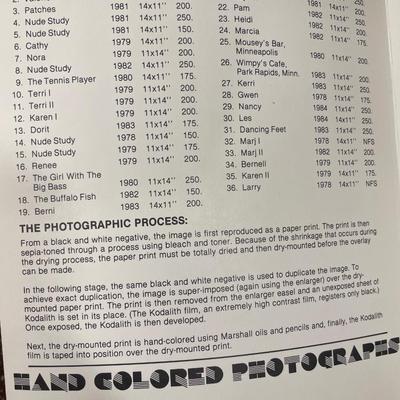 3. Patches 1981 14x11" 200.
4. Nude Study 1981 14x11" 200.
5. Nude Study 1982 11x14" 200.
6. Cathy 1979 11x14" 200.
7. Nora 1979 11x14" 200.
8. Nude Study 1982 14x11" 250.
9. The Tennis Player 1980 14x11" 175.
10. Terri I 1979 11x14" 200.
11. Terri II 1979 11x14" 200.
12. Karen I 1979 11x14" 200.
13. Dorit 1983 11x14" 175.
14. Nude Study 1978 11x14" 150.
15. Nude Study 1979 11x14" 175.
16. Renee 1979 11x14" 200.
17. The Girl With The
Big Bass 1980 11x14" 250.
18. The Buffalo Fish 1982 11x14" 150.
19. Berni 1983 11x14" 200.
22. Pam 1981 14x11"
23. Heidi 1982 11x14"
24. Marcia 1982 11x14"
25. Mousey's Bar,
Minneapolis 1980 11x14" 200.
26. Wimpy's Cafe,
Park Rapids, Minn. 1983 11x14" 200.
27. Kerri 1983 11x14" 250.
28. Gwen 1978 11x14" 175.
29. Nancy 1984 14x11" 250.
30. Les 1984 14x11" 250.
31. Dancing Feet 1983 11x14" 250.
32. Marj I 1978 14x11" NFS
33. Marj II 1982 11x14" 200.
34. Bernell 1979 11x14" 200.
35. Karen II 1979 14x11" 200.
36. Larry 1978 14x11" NFS
THE PHOTOGRAPHIC PROCESS:
From a black and white negative, the image is first reproduced as a paper print. The print is then
sepia-toned through a process using bleach and toner. Because of the shrinkage that occurs during
the drying process, the paper print must be totally dried and then dry-mounted before the overlay
can be made.
In the following stage, the same black and white negative is used to duplicate the image. To
achieve exact duplication, the image is super-imposed (again using the enlarger) over the
mounted paper print. The print is then removed from the enlarger easel and an unexposed sheet of
Kodalith is set in its place. (The Kodalith film, an extremely high contrast film, registers only black.)
Once exposed, the Kodalith is then developed.
Next, the dry-mounted print is hand-colored using Marshall oils and pencils and, finally, the Kodalith
film is taped into position over the dry-mounted print.
HAND COLORED PHOTOGRAPHS